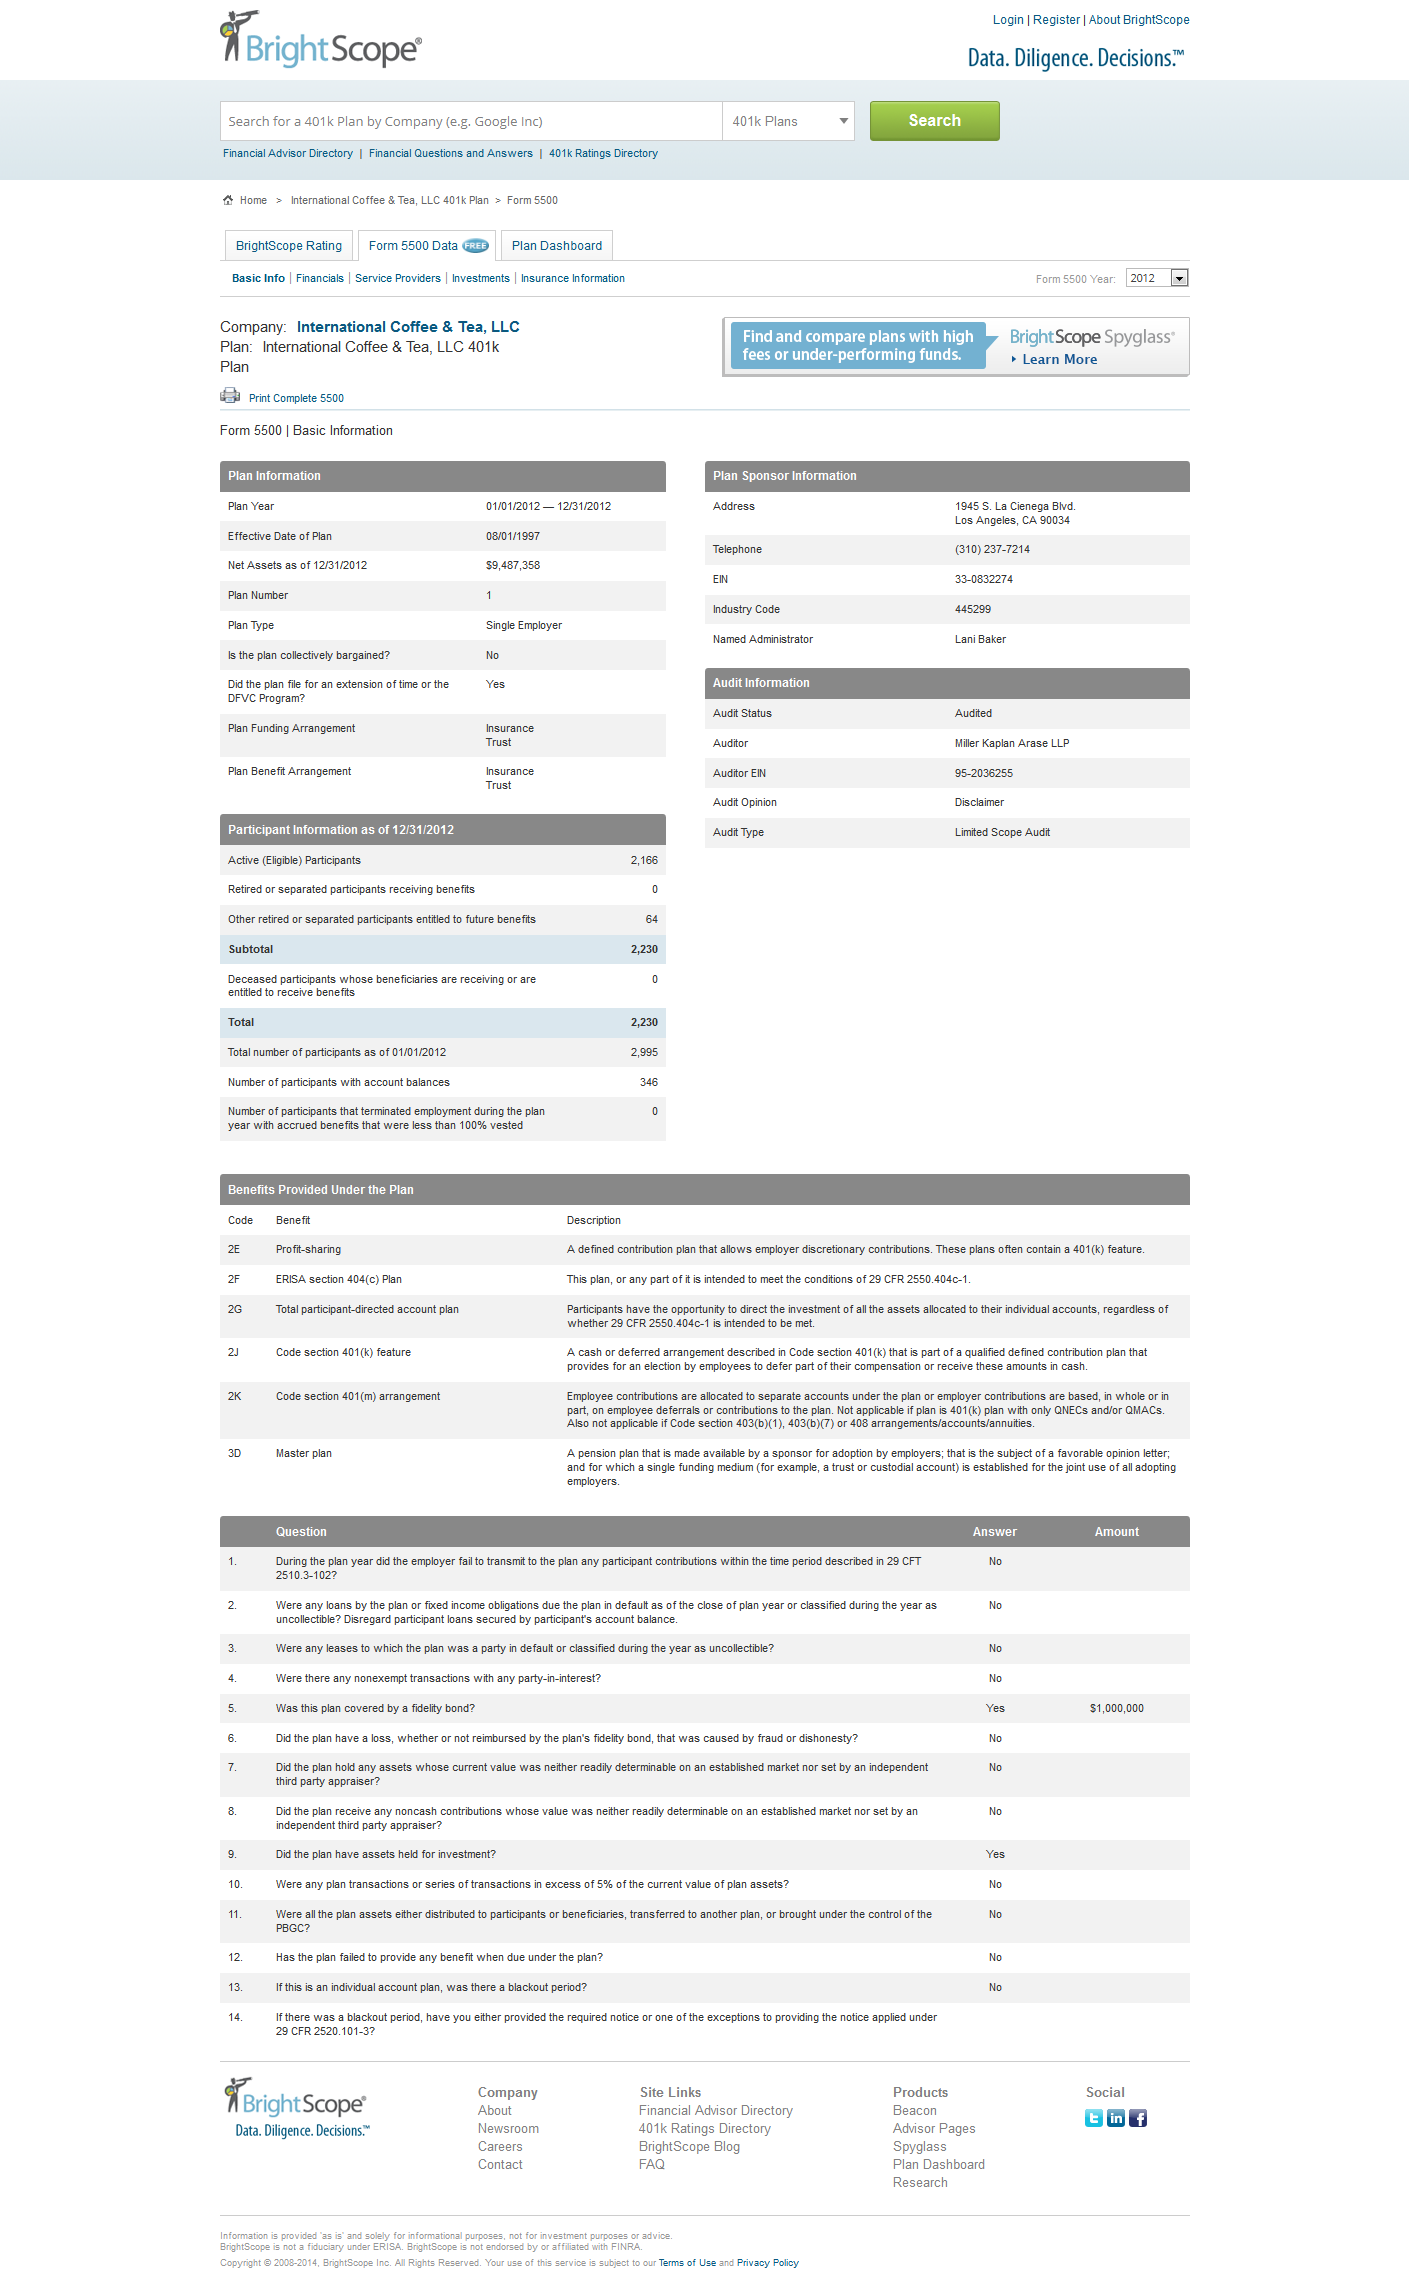 BrightScope®
Login | Register | About BrightScope
Data. Diligence. Decisions.™
Search for a 401k Plan by Company (e.g. Google Inc)
401k Plans
Search
Financial Advisor Directory | Financial Questions and Answers | 401k Ratings Directory
Home > International Coffee & Tea, LLC 401k Plan > Form 5500
BrightScope Rating
Form 5500 Data FREE
Plan Dashboard
Basic Info | Financials | Service Providers | Investments | Insurance Information
Form 5500 Year: 2012
Company: International Coffee & Tea, LLC
Plan: International Coffee & Tea, LLC 401k
Plan
Find and compare plans with high
fees or under-performing funds.
BrightScope Spyglass®
Learn More
Print Complete 5500
Form 5500 | Basic Information
Plan Information
Plan Year 01/01/2012 — 12/31/2012
Effective Date of Plan 08/01/1997
Net Assets as of 12/31/2012 $9,487,358
Plan Number 1
Plan Type Single Employer
Is the plan collectively bargained? No
Did the plan file for an extension of time or the Yes
DFVC Program?
Plan Funding Arrangement Insurance
Trust
Plan Benefit Arrangement Insurance
Trust
Participant Information as of 12/31/2012
Active (Eligible) Participants 2,166
Retired or separated participants receiving benefits 0
Other retired or separated participants entitled to future benefits 64
Subtotal 2,230
Deceased participants whose beneficiaries are receiving or are 0
entitled to receive benefits
Total 2,230
Total number of participants as of 01/01/2012 2,995
Number of participants with account balances 346
Number of participants that terminated employment during the plan 0
year with accrued benefits that were less than 100% vested
Plan Sponsor Information
Address 1945 S. La Cienega Blvd.
Los Angeles, CA 90034
Telephone (310) 237-7214
EIN 33-0832274
Industry Code 445299
Named Administrator Lani Baker
Audit Information
Audit Status Audited
Auditor Miller Kaplan Arase LLP
Auditor EIN 95-2036255
Audit Opinion Disclaimer
Audit Type Limited Scope Audit
Benefits Provided Under the Plan
Code Benefit Description
2E Profit-sharing A defined contribution plan that allows employer discretionary contributions. These plans often contain a 401(k) feature.
2F ERISA section 404(c) Plan This plan, or any part of it is intended to meet the conditions of 29 CFR 2550.404c-1.
2G Total participant-directed account plan Participants have the opportunity to direct the investment of all the assets allocated to their individual accounts, regardless of
whether 29 CFR 2550.404c-1 is intended to be met.
2J Code section 401(k) feature A cash or deferred arrangement described in Code section 401(k) that is part of a qualified defined contribution plan that
provides for an election by employees to defer part of their compensation or receive these amounts in cash.
2K Code section 401(m) arrangement Employee contributions are allocated to separate accounts under the plan or employer contributions are based, in whole or in
part, on employee deferrals or contributions to the plan. Not applicable if plan is 401(k) plan with only QNECs and/or QMACs.
Also not applicable if Code section 403(b)(1), 403(b)(7) or 408 arrangements/accounts/annuities.
3D Master plan A pension plan that is made available by a sponsor for adoption by employers; that is the subject of a favorable opinion letter;
and for which a single funding medium (for example, a trust or custodial account) is established for the joint use of all adopting
employers.
Question Answer Amount
1. During the plan year did the employer fail to transmit to the plan any participant contributions within the time period described in 29 CFT No
2510.3-102?
2. Were any loans by the plan or fixed income obligations due the plan in default as of the close of plan year or classified during the year as No
uncollectible? Disregard participant loans secured by participant's account balance.
3. Were any leases to which the plan was a party in default or classified during the year as uncollectible? No
4. Were there any nonexempt transactions with any party-in-interest? No
5. Was this plan covered by a fidelity bond? Yes $1,000,000
6. Did the plan have a loss, whether or not reimbursed by the plan's fidelity bond, that was caused by fraud or dishonesty? No
7. Did the plan hold any assets whose current value was neither readily determinable on an established market nor set by an independent No
third party appraiser?
8. Did the plan receive any noncash contributions whose value was neither readily determinable on an established market nor set by an No
independent third party appraiser?
9. Did the plan have assets held for investment? Yes
10. Were any plan transactions or series of transactions in excess of 5% of the current value of plan assets? No
11. Were all the plan assets either distributed to participants or beneficiaries, transferred to another plan, or brought under the control of the No
PBGC?
12. Has the plan failed to provide any benefit when due under the plan? No
13. If this is an individual account plan, was there a blackout period? No
14. If there was a blackout period, have you either provided the required notice or one of the exceptions to providing the notice applied under
29 CFR 2520.101-3?
BrightScope®
Data. Diligence. Decisions.™
Company
About
Newsroom
Careers
Contact
Site Links
Financial Advisor Directory
401k Ratings Directory
BrightScope Blog
FAQ
Products
Beacon
Advisor Pages
Spyglass
Plan Dashboard
Research
Social
Information is provided 'as is' and solely for informational purposes, not for investment purposes or advice.
BrightScope is not a fiduciary under ERISA. BrightScope is not endorsed by or affiliated with FINRA.
Copyright © 2008-2014, BrightScope Inc. All Rights Reserved. Your use of this service is subject to our Terms of Use and Privacy Policy